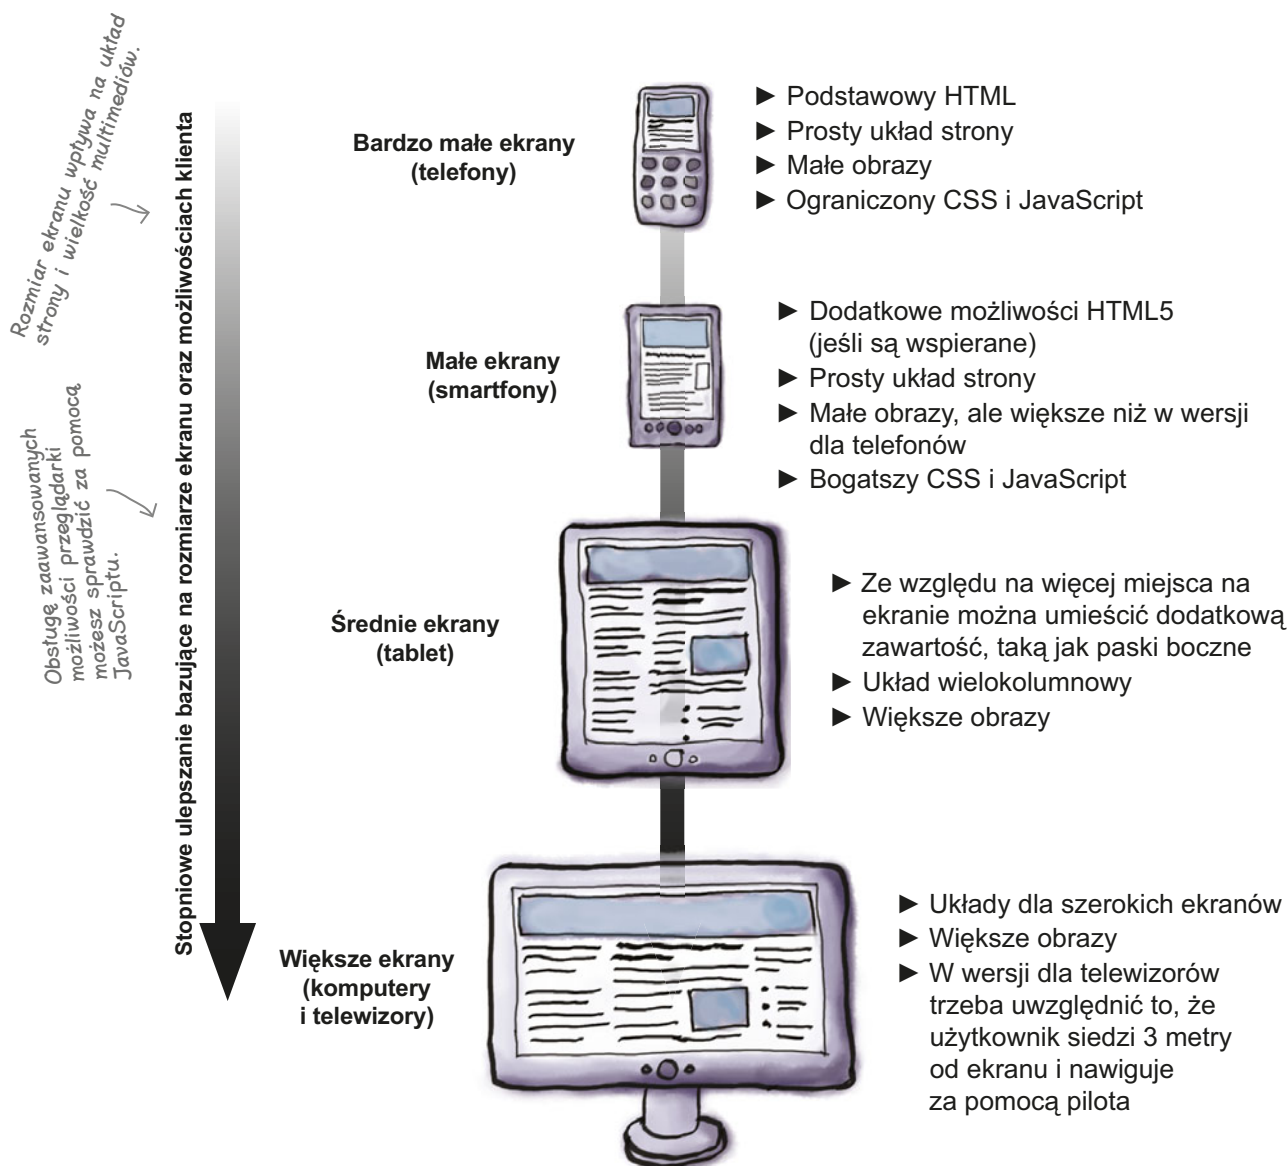 Rozmiar ekranu wpływa na układ
strony i wielkość multimediów.
Obsługę zaawansowanych
możliwości przeglądarki
możesz sprawdzić za pomocą
JavaScriptu.
Stopniowe ulepszanie bazujące na rozmiarze ekranu oraz możliwościach klienta
Bardzo małe ekrany
(telefony)
► Podstawowy HTML
► Prosty układ strony
► Małe obrazy
► Ograniczony CSS i JavaScript
Małe ekrany
(smartfony)
► Dodatkowe możliwości HTML5
(jeśli są wspierane)
► Prosty układ strony
► Małe obrazy, ale większe niż w wersji
dla telefonów
► Bogatszy CSS i JavaScript
Średnie ekrany
(tablet)
► Ze względu na więcej miejsca na
ekranie można umieścić dodatkową
zawartość, taką jak paski boczne
► Układ wielokolumnowy
► Większe obrazy
Większe ekrany
(komputery
i telewizory)
► Układy dla szerokich ekranów
► Większe obrazy
► W wersji dla telewizorów
trzeba uwzględnić to, że
użytkownik siedzi 3 metry
od ekranu i nawiguje
za pomocą pilota